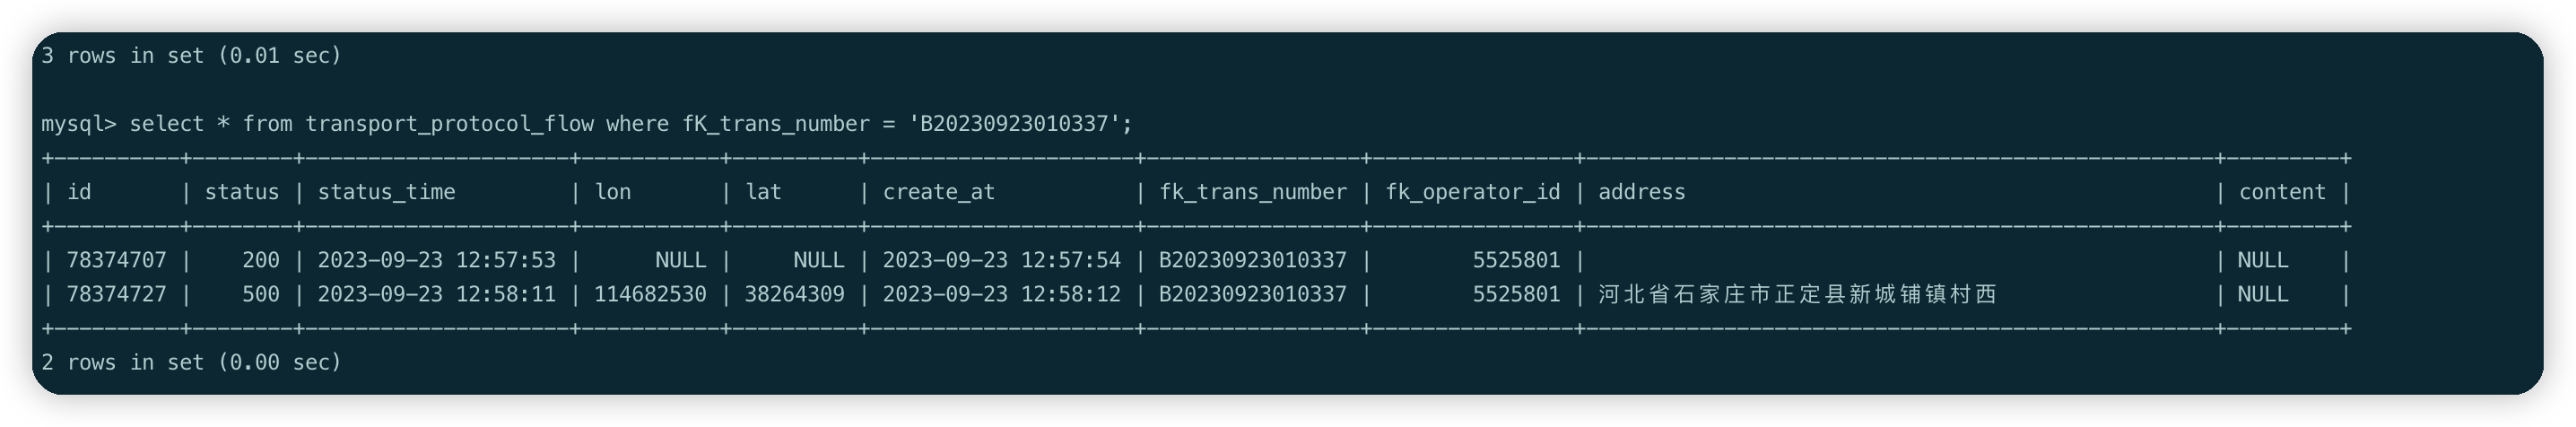 3 rows in set (0.01 sec)
mysql> select * from transport_protocol_flow where fK_trans_number = 'B20230923010337';
+----------+--------+---------------------+-----------+----------+---------------------+-----------------+----------------+--------------------------------------------------+---------+
| id       | status | status_time         | lon       | lat      | create_at           | fk_trans_number | fk_operator_id | address                                          | content |
+----------+--------+---------------------+-----------+----------+---------------------+-----------------+----------------+--------------------------------------------------+---------+
| 78374707 |    200 | 2023-09-23 12:57:53 |      NULL |     NULL | 2023-09-23 12:57:54 | B20230923010337 |        5525801 |                                                  | NULL    |
| 78374727 |    500 | 2023-09-23 12:58:11 | 114682530 | 38264309 | 2023-09-23 12:58:12 | B20230923010337 |        5525801 | 河北省石家庄市正定县新城铺镇村西                 | NULL    |
+----------+--------+---------------------+-----------+----------+---------------------+-----------------+----------------+--------------------------------------------------+---------+
2 rows in set (0.00 sec)